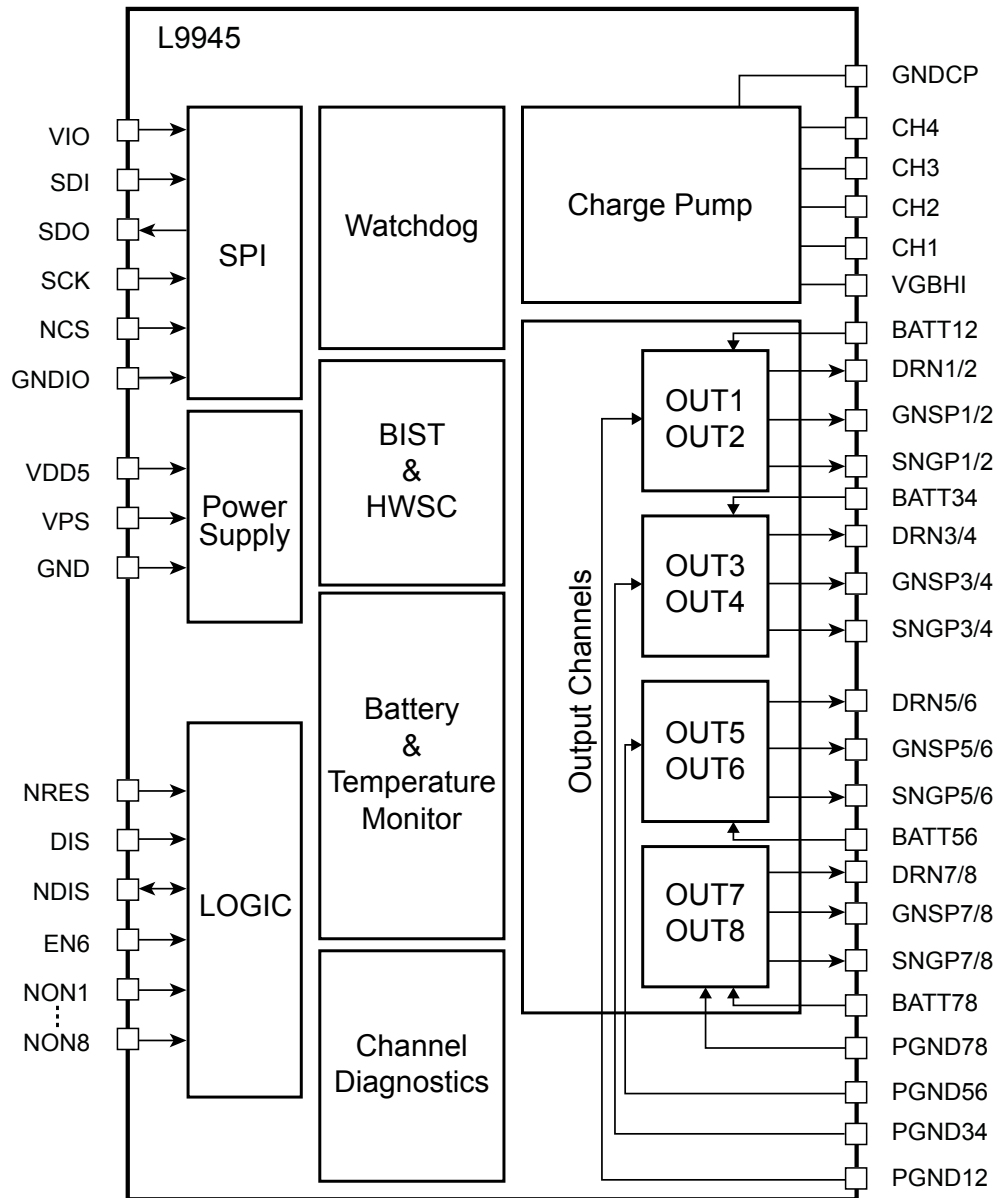 L9945
VIO
SDI
SDO
SCK
NCS
GNDIO
VDD5
VPS
GND
NRES
DIS
NDIS
EN6
NON1
NON8
SPI
Power
Supply
LOGIC
Watchdog
BIST
&
HWSC
Battery
&
Temperature
Monitor
Channel
Diagnostics
Charge Pump
Output Channels
OUT1
OUT2
OUT3
OUT4
OUT5
OUT6
OUT7
OUT8
GNDCP
CH4
CH3
CH2
CH1
VGBHI
BATT12
DRN1/2
GNSP1/2
SNGP1/2
BATT34
DRN3/4
GNSP3/4
SNGP3/4
DRN5/6
GNSP5/6
SNGP5/6
BATT56
DRN7/8
GNSP7/8
SNGP7/8
BATT78
PGND78
PGND56
PGND34
PGND12